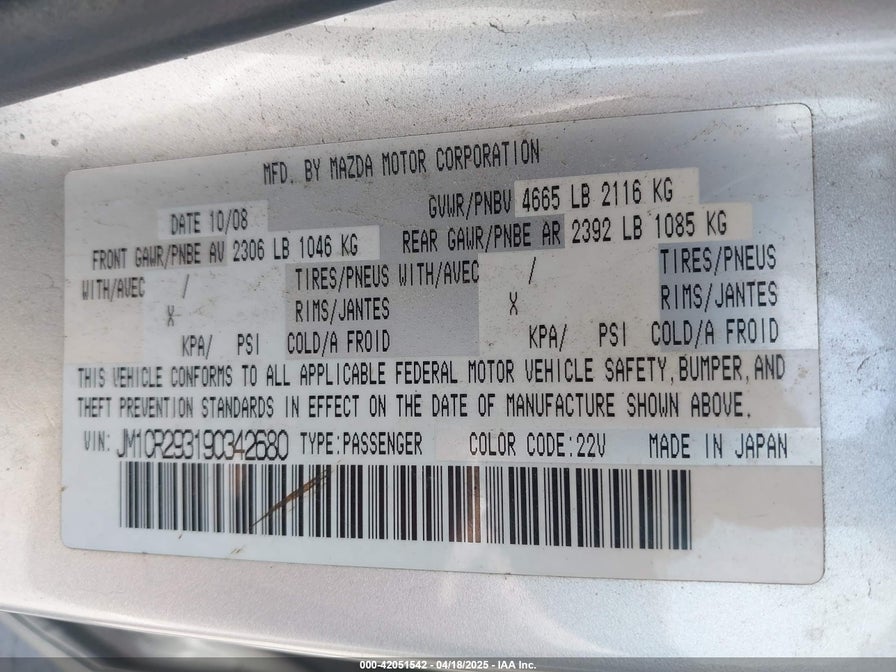 MFD. BY MAZDA MOTOR CORPORATION
DATE 10/08
GVWR/PNBV 4665 LB 2116 KG
FRONT GAWR/PNBE AV 2306 LB 1046 KG REAR GAWR/PNBE AR 2392 LB 1085 KG
WITH/AVEC / TIRES/PNEUS WITH/AVEC / TIRES/PNEUS
X RIMS/JANTES X RIMS/JANTES
KPA/ PSI COLD/A FROID KPA/ PSI COLD/A FROID
THIS VEHICLE CONFORMS TO ALL APPLICABLE FEDERAL MOTOR VEHICLE SAFETY, BUMPER, AND
THEFT PREVENTION STANDARDS IN EFFECT ON THE DATE OF MANUFACTURE SHOWN ABOVE.
VIN: JM1CR293190342680 TYPE:PASSENGER COLOR CODE:22V MADE IN JAPAN
000-42051542 - 04/18/2025 - IAA Inc.